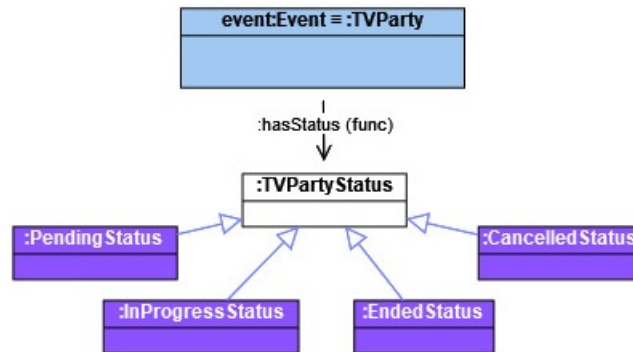 event:Event ≡ :TVParty
:hasStatus (func)
:TVPartyStatus
:PendingStatus
:CancelledStatus
:InProgressStatus
:EndedStatus